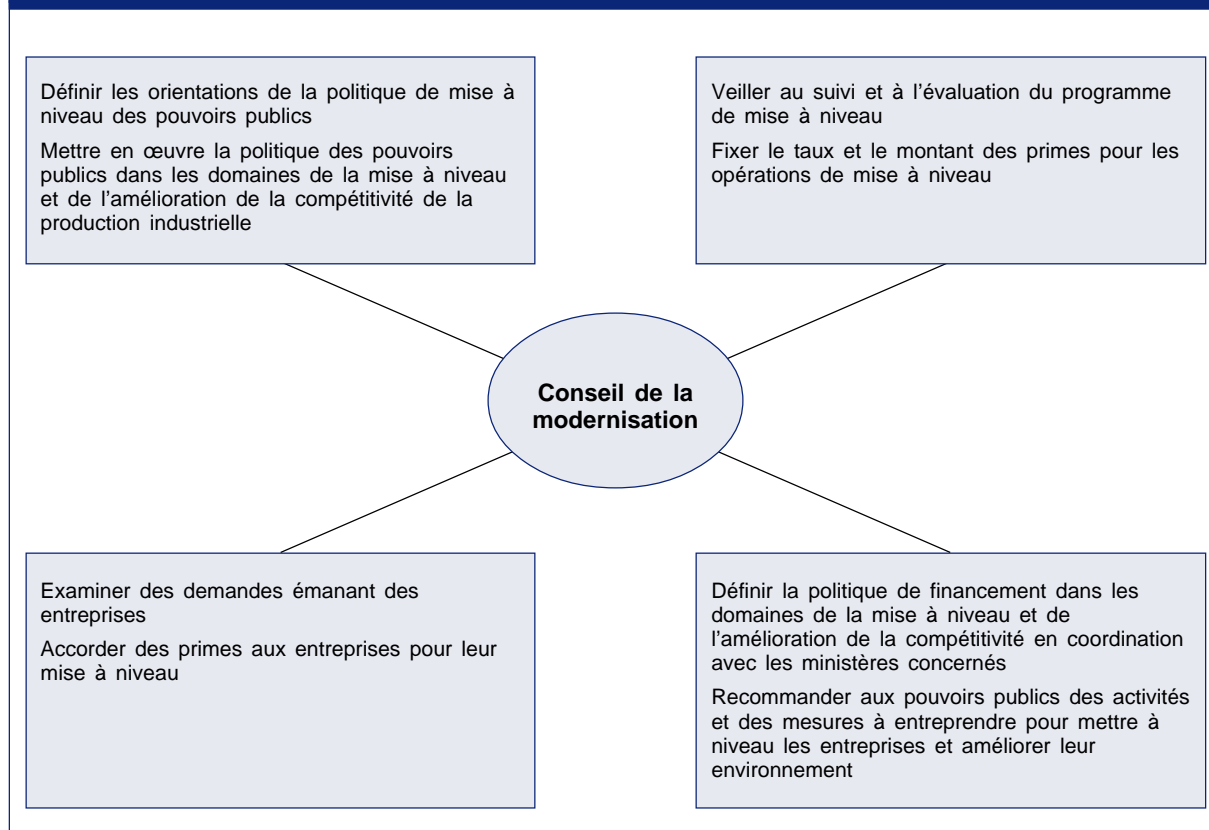 Définir les orientations de la politique de mise à
niveau des pouvoirs publics
Mettre en œuvre la politique des pouvoirs
publics dans les domaines de la mise à niveau
et de l'amélioration de la compétitivité de la
production industrielle
Veiller au suivi et à l'évaluation du programme
de mise à niveau
Fixer le taux et le montant des primes pour les
opérations de mise à niveau
Conseil de la
modernisation
Examiner des demandes émanant des
entreprises
Accorder des primes aux entreprises pour leur
mise à niveau
Définir la politique de financement dans les
domaines de la mise à niveau et de
l'amélioration de la compétitivité en coordination
avec les ministères concernés
Recommander aux pouvoirs publics des activités
et des mesures à entreprendre pour mettre à
niveau les entreprises et améliorer leur
environnement